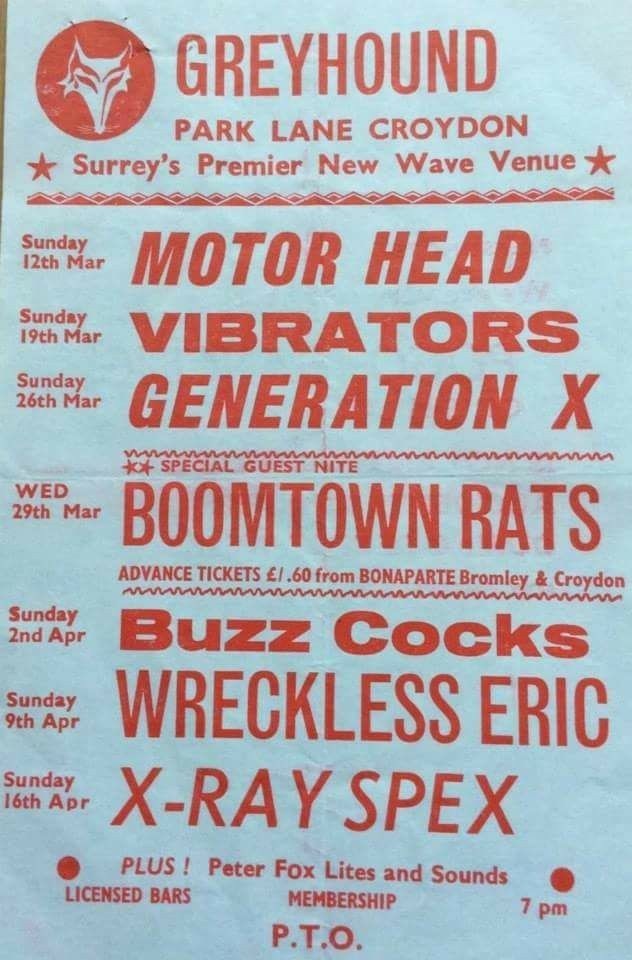 GREYHOUND
PARK LANE CROYDON
★ Surrey's Premier New Wave Venue ★
Sunday
12th Mar
MOTOR HEAD
Sunday
19th Mar
VIBRATORS
Sunday
26th Mar
GENERATION X
★★ SPECIAL GUEST NITE
WED
29th Mar
BOOMTOWN RATS
ADVANCE TICKETS £1.60 from BONAPARTE Bromley & Croydon
Sunday
2nd Apr
Buzz Cocks
Sunday
9th Apr
WRECKLESS ERIC
Sunday
16th Apr
X-RAY SPEX
● PLUS ! Peter Fox Lites and Sounds ●
LICENSED BARS MEMBERSHIP 7 pm
P.T.O.